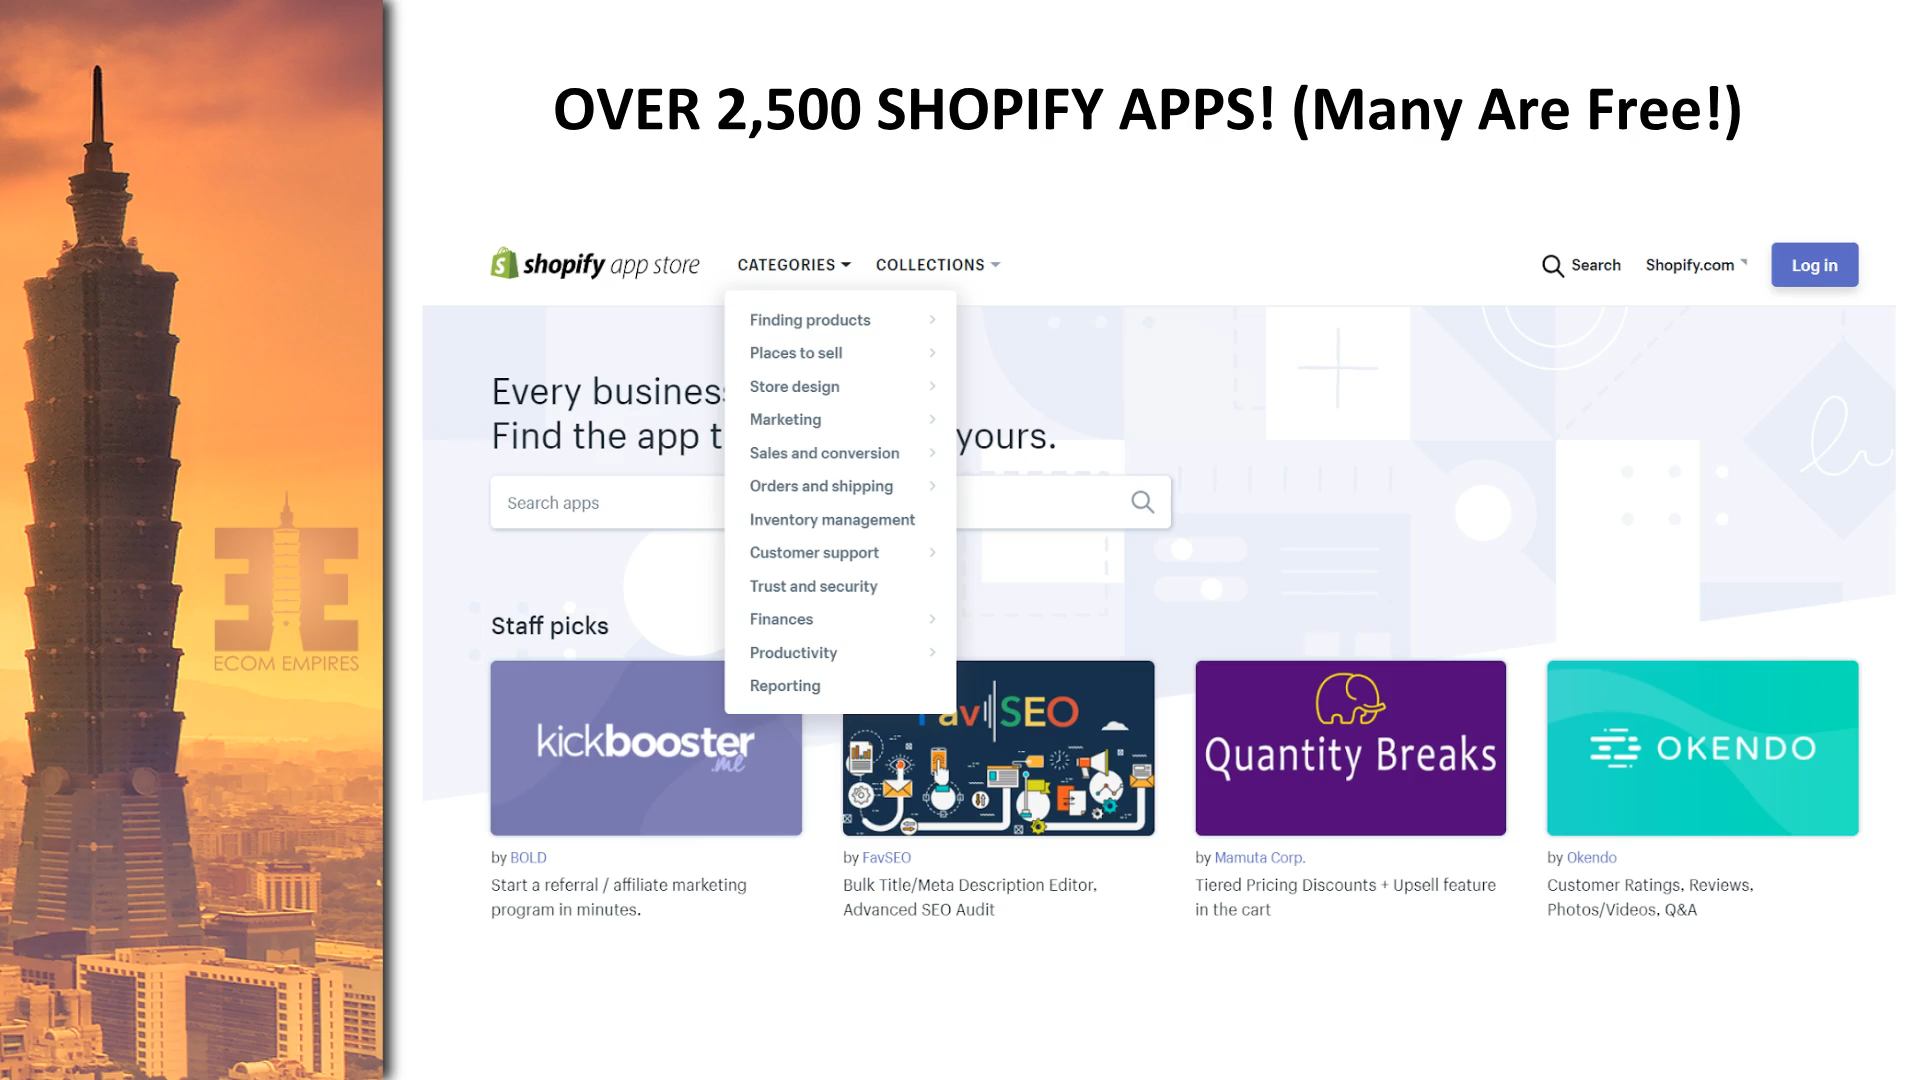 OVER 2,500 SHOPIFY APPS! (Many Are Free!)
shopify app store
CATEGORIES
COLLECTIONS
Search
Shopify.com
Log in
Finding products
Places to sell
Store design
Marketing
Sales and conversion
Orders and shipping
Inventory management
Customer support
Trust and security
Finances
Productivity
Reporting
Every
Find the app yours.
Search apps
Staff picks
ECOM EMPIRES
kickbooster
.me
FavSEO
Quantity Breaks
OKENDO
by BOLD
Start a referral / affiliate marketing
program in minutes.
by FavSEO
Bulk Title/Meta Description Editor,
Advanced SEO Audit
by Mamuta Corp.
Tiered Pricing Discounts + Upsell feature
in the cart
by Okendo
Customer Ratings, Reviews,
Photos/Videos, Q&A